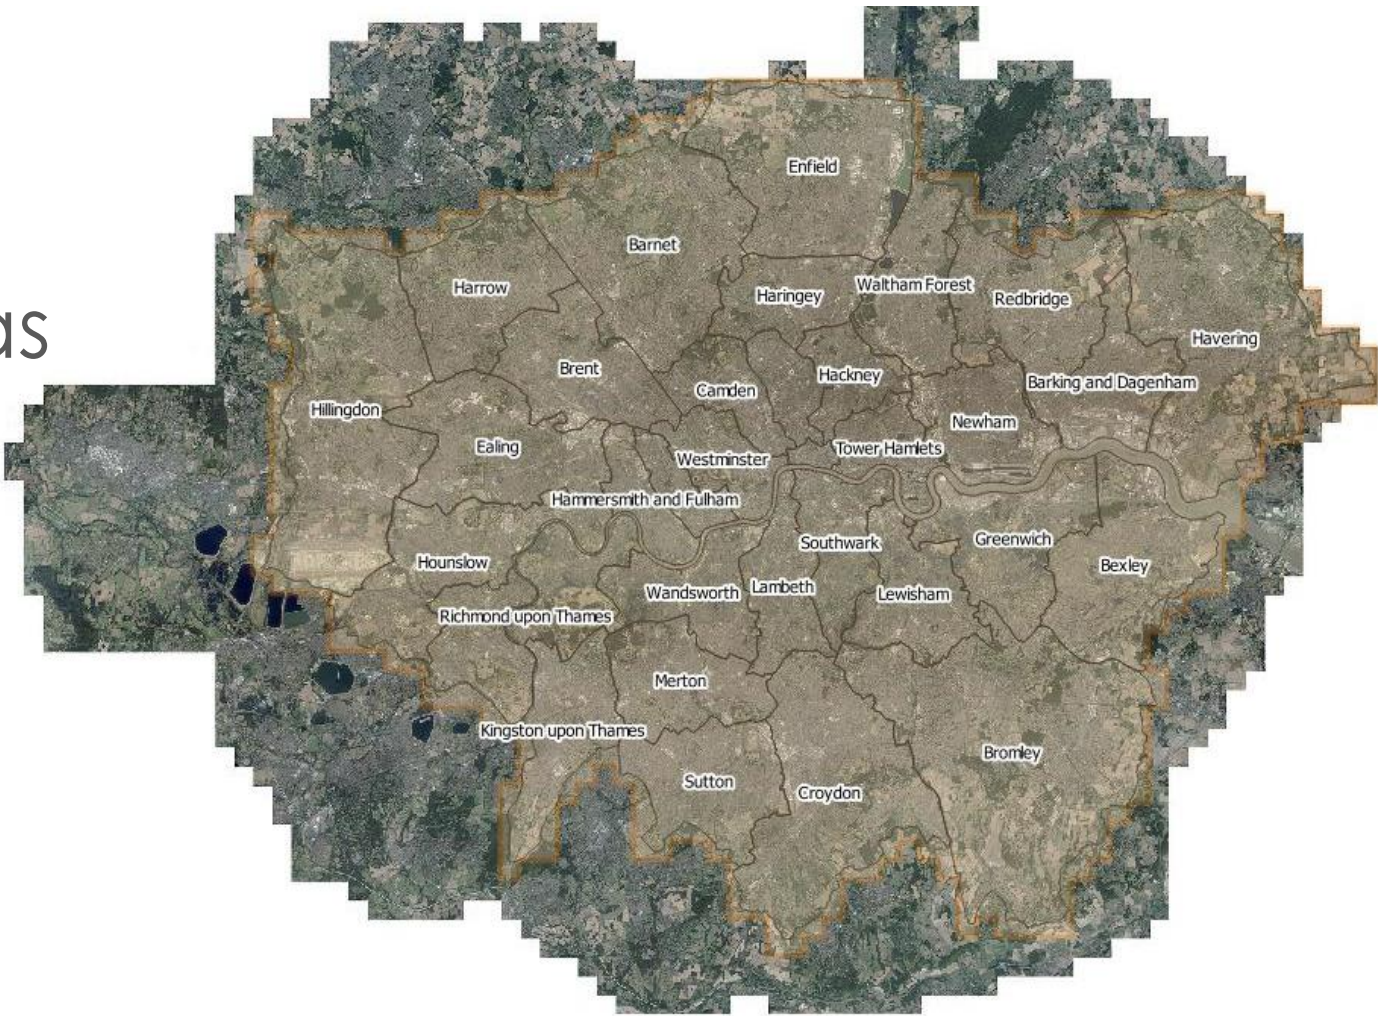 as
Enfield
Barnet
Harrow
Haringey
Waltham Forest
Redbridge
Havering
Brent
Camden
Hackney
Barking and Dagenham
Hillingdon
Newham
Ealing
Westminster
Tower Hamlets
Hammersmith and Fulham
Hounslow
Southwark
Greenwich
Bexley
Wandsworth
Lambeth
Lewisham
Richmond upon Thames
Merton
Kingston upon Thames
Bromley
Sutton
Croydon